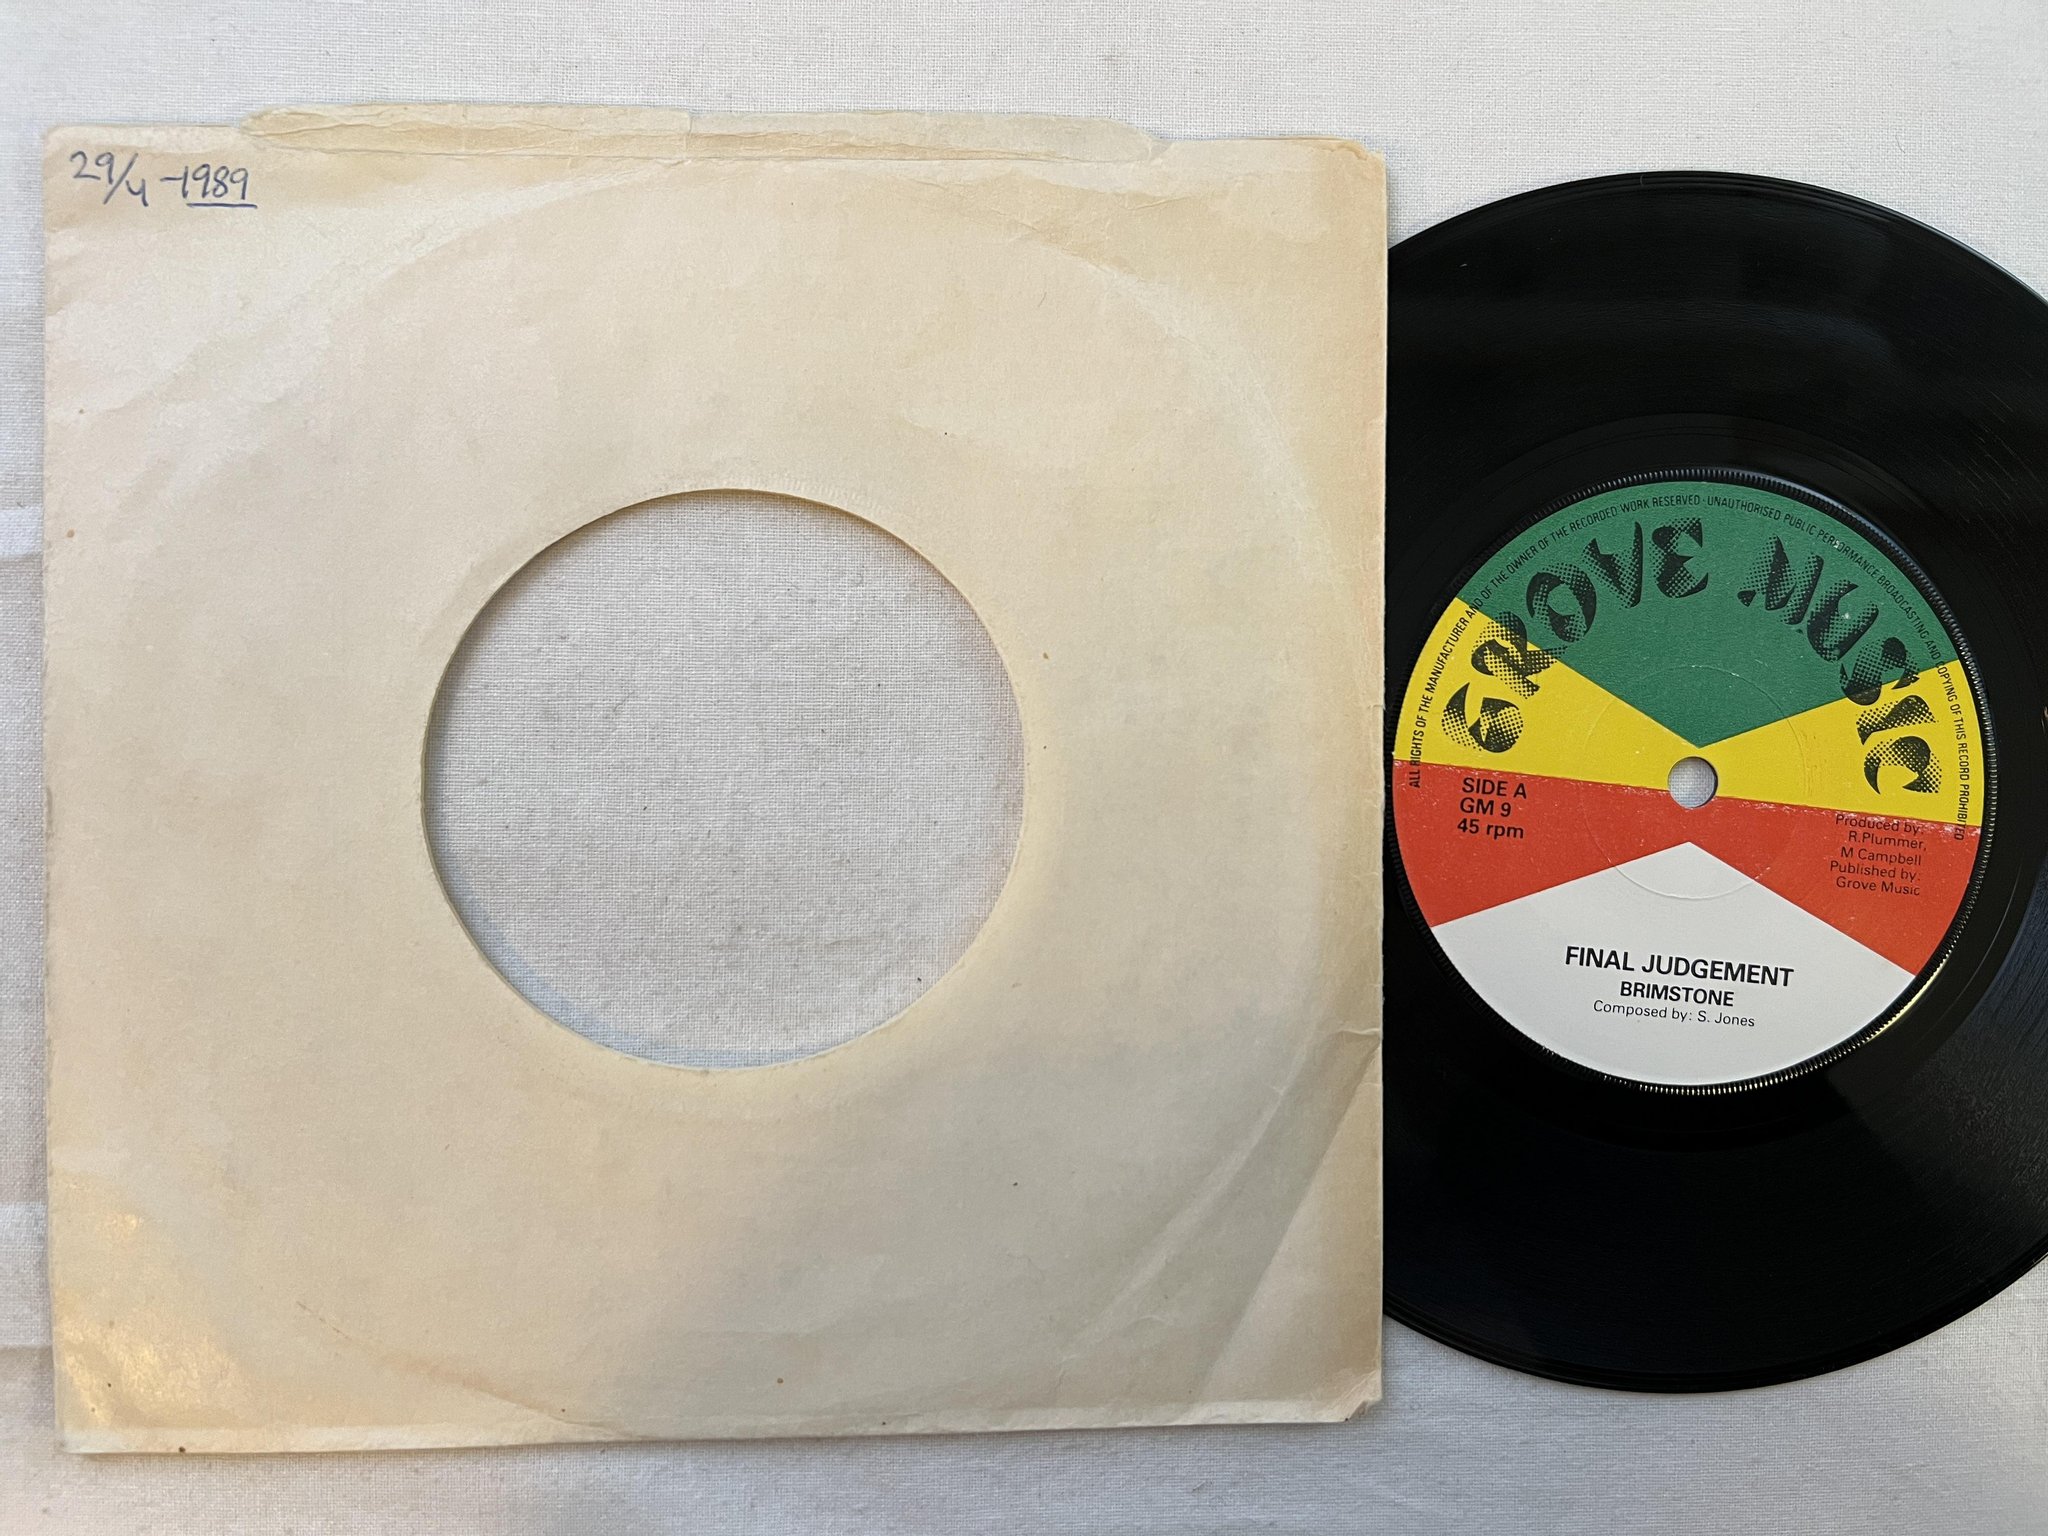 29/4-1989
ALL RIGHTS OF THE MANUFACTURER AND OF THE OWNER OF THE RECORDED WORK RESERVED · UNAUTHORISED PUBLIC PERFORMANCE BROADCASTING AND COPYING OF THIS RECORD PROHIBITED
GROVE MUSIC
SIDE A
GM 9
45 rpm
Produced by:
R.Plummer,
M Campbell
Published by:
Grove Music
FINAL JUDGEMENT
BRIMSTONE
Composed by: S. Jones